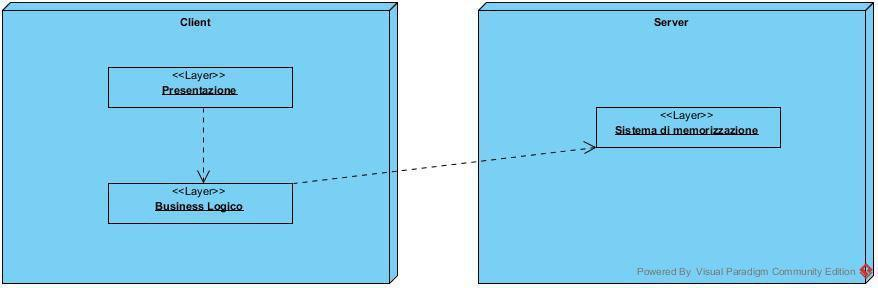 Client
<<Layer>>
Presentazione
<<Layer>>
Business Logico
Server
<<Layer>>
Sistema di memorizzazione
Powered By Visual Paradigm Community Edition